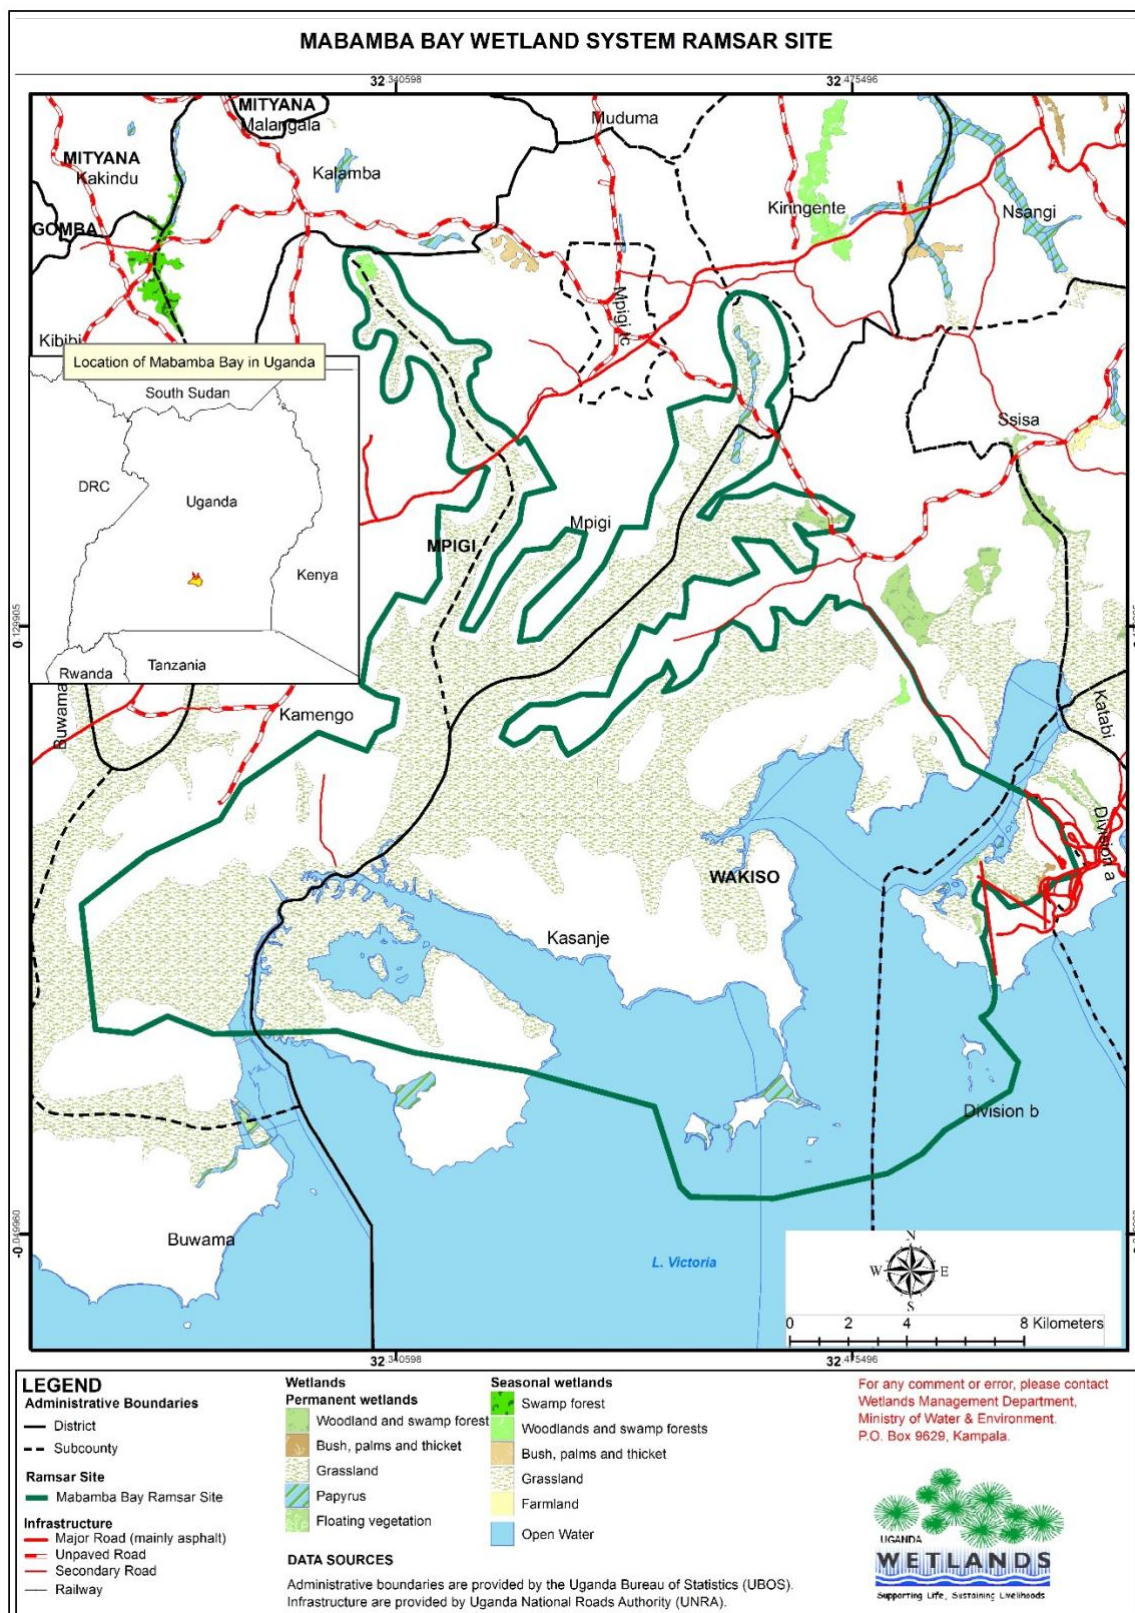 MABAMBA BAY WETLAND SYSTEM RAMSAR SITE
32.340598
32.475496
MITYANA
Malangala
Muduma
MITYANA
Kakindu
Kalamba
Kiringente
Nsangi
GOMBA
Mpigi tc
Kibibi
Location of Mabamba Bay in Uganda
South Sudan
DRC
Uganda
Kenya
Rwanda
Tanzania
Ssisa
Mpigi
MPIGI
0.129905
Buwama
Kamengo
Katabi
Division a
WAKISO
Kasanje
Division b
Buwama
-0.049960
L. Victoria
N
W E
S
0 2 4 8 Kilometers
32.340598
32.475496
LEGEND
Administrative Boundaries
District
Subcounty
Ramsar Site
Mabamba Bay Ramsar Site
Infrastructure
Major Road (mainly asphalt)
Unpaved Road
Secondary Road
Railway
Wetlands
Permanent wetlands
Woodland and swamp forest
Bush, palms and thicket
Grassland
Papyrus
Floating vegetation
Seasonal wetlands
Swamp forest
Woodlands and swamp forests
Bush, palms and thicket
Grassland
Farmland
Open Water
DATA SOURCES
Administrative boundaries are provided by the Uganda Bureau of Statistics (UBOS).
Infrastructure are provided by Uganda National Roads Authority (UNRA).
For any comment or error, please contact
Wetlands Management Department,
Ministry of Water & Environment.
P.O. Box 9629, Kampala.
UGANDA
WETLANDS
Supporting Life, Sustaining Livelihoods